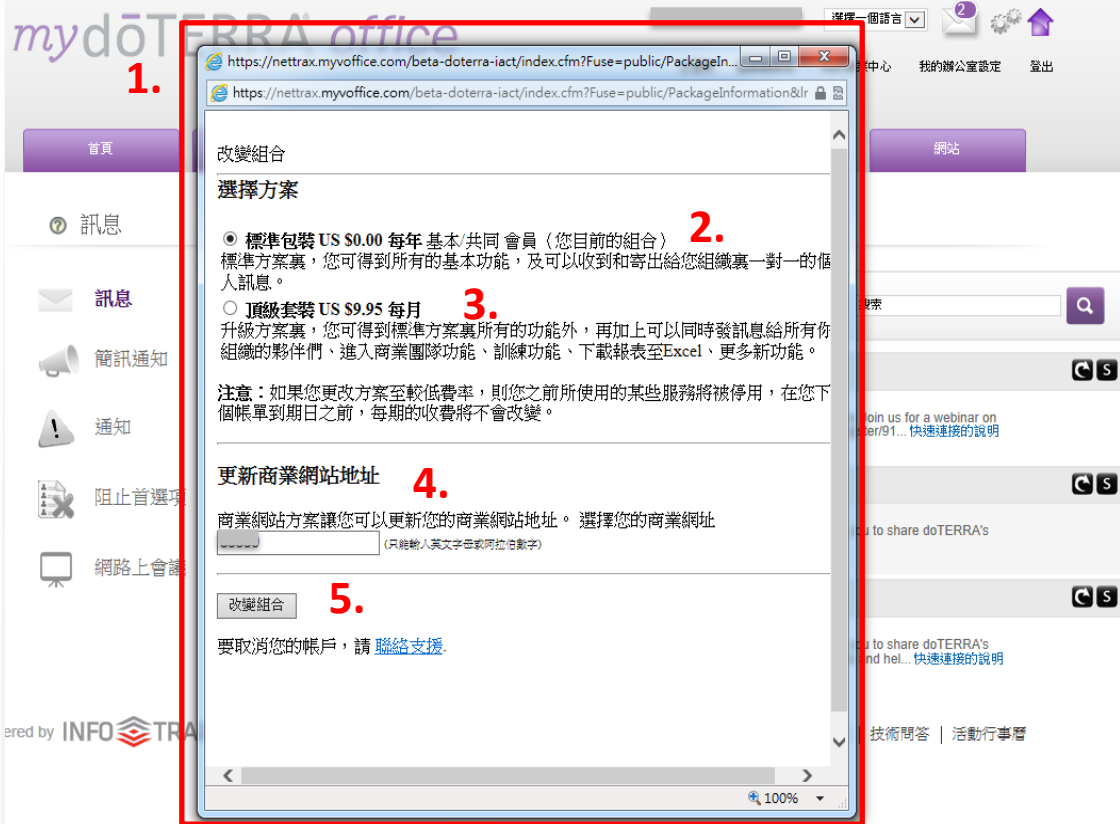 mydōTERRA office
選擇一個語言
2
我的辦公室設定
登出
1.
https://nettrax.myvoffice.com/beta-doterra-iact/index.cfm?Fuse=public/PackageIn...
https://nettrax.myvoffice.com/beta-doterra-iact/index.cfm?Fuse=public/PackageInformation&lr
首頁
網站
改變組合
選擇方案
訊息
標準包裝 US $0.00 每年 基本/共同 會員（您目前的組合）
2.
標準方案裏，您可得到所有的基本功能，及可以收到和寄出給您組織裏一對一的個
人訊息。
頂級套裝 US $9.95 每月
3.
升級方案裏，您可得到標準方案裏所有的功能外，再加上可以同時發訊息給所有你
組織的夥伴們、進入商業團隊功能、訓練功能、下載報表至Excel、更多新功能。
注意：如果您更改方案至較低費率，則您之前所使用的某些服務將被停用，在您下
個帳單到期日之前，每期的收費將不會改變。
訊息
簡訊通知
通知
阻止首選項
網路上會議
搜索
S
Join us for a webinar on
ter/91... 快速連接的說明
更新商業網站地址
4.
商業網站方案讓您可以更新您的商業網站地址。 選擇您的商業網址
(只能輸入英文字母或阿拉伯數字)
S
to share doTERRA's
改變組合
5.
要取消您的帳戶，請 聯絡支援.
S
to share doTERRA's
and hel... 快速連接的說明
ered by INFOTRA
技術問答 | 活動行事曆
100%